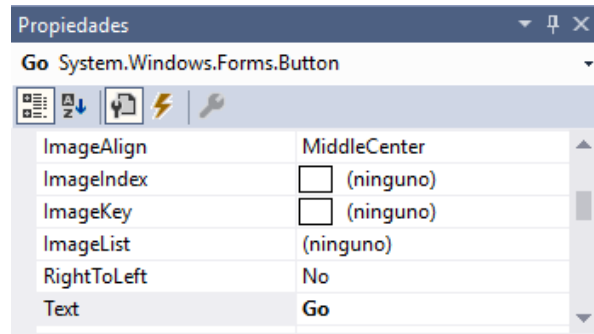 Propiedades
Go System.Windows.Forms.Button
ImageAlign MiddleCenter
ImageIndex (ninguno)
ImageKey (ninguno)
ImageList (ninguno)
RightToLeft No
Text Go